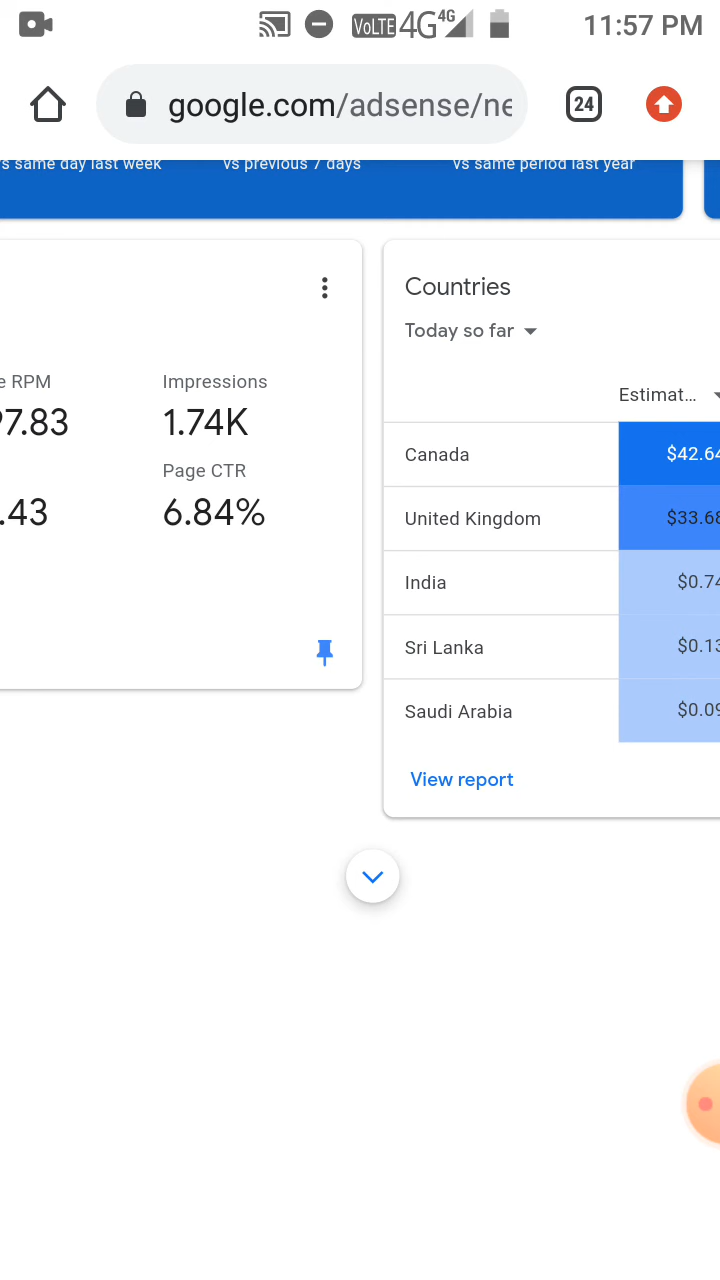 VoLTE 4G 4G 11:57 PM
google.com/adsense/ne
24
s same day last week vs previous 7 days vs same period last year
Countries
Today so far
e RPM Impressions
7.83 1.74K
Page CTR
.43 6.84%
Estimat...
Canada $42.64
United Kingdom $33.68
India $0.74
Sri Lanka $0.13
Saudi Arabia $0.09
View report